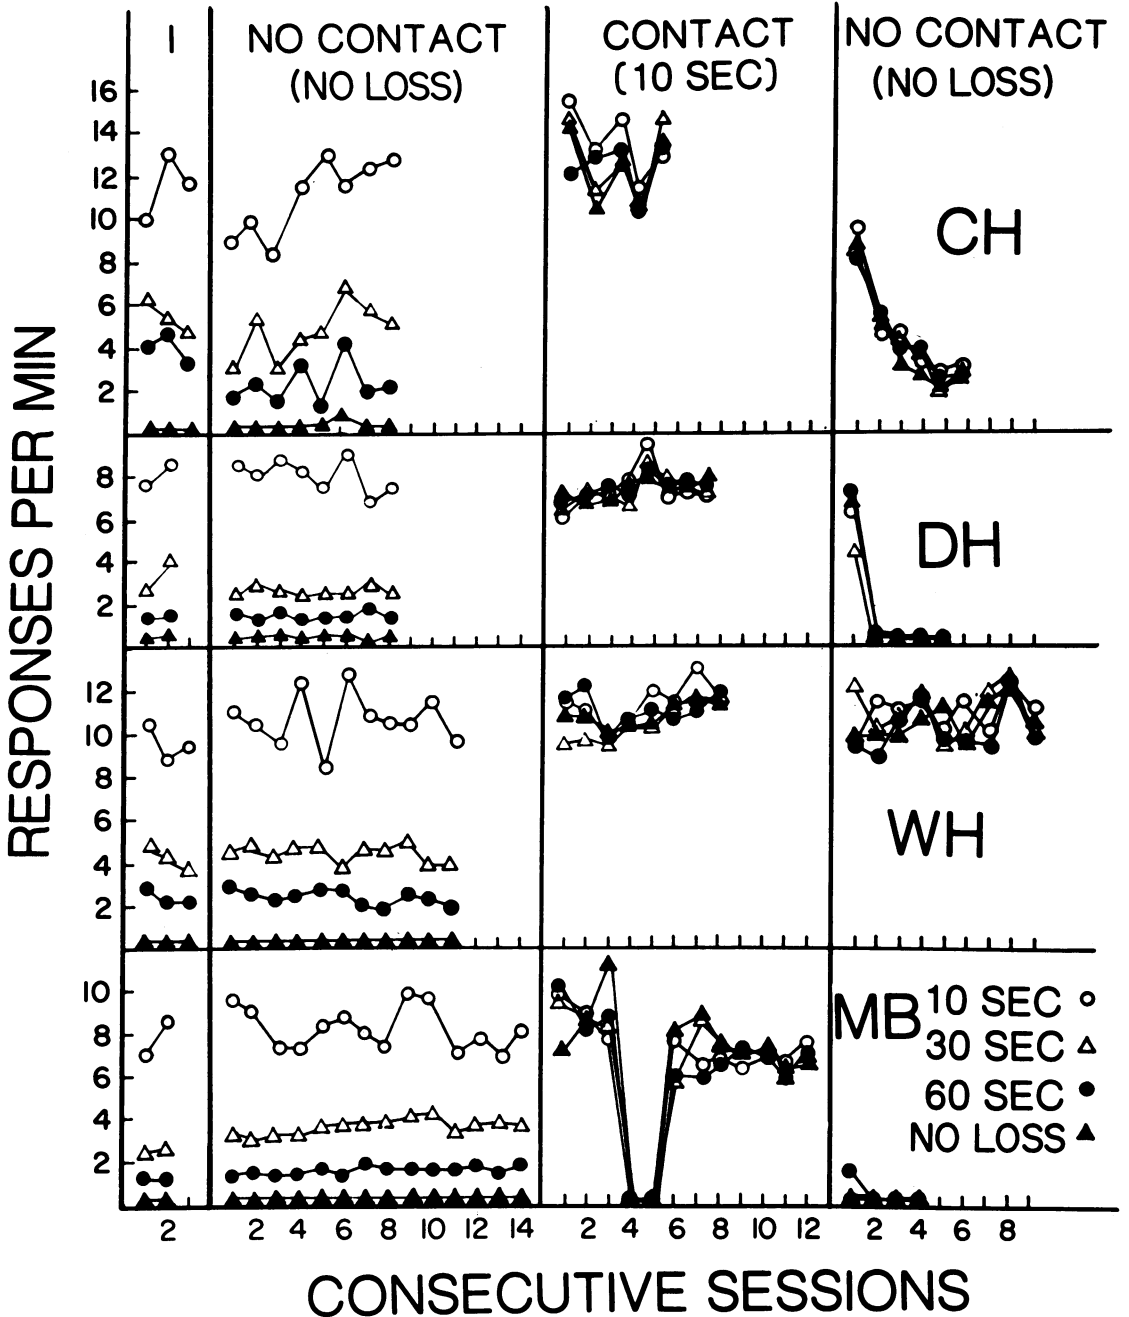 I
NO CONTACT
(NO LOSS)
CONTACT
(10 SEC)
NO CONTACT
(NO LOSS)
RESPONSES PER MIN
16
14
12
10
8
6
4
2
CH
8
6
4
2
DH
12
10
8
6
4
2
WH
10
8
6
4
2
MB
10 SEC
30 SEC
60 SEC
NO LOSS
2
2 4 6 8 10 12 14
2 4 6 8 10 12
2 4 6 8
CONSECUTIVE SESSIONS